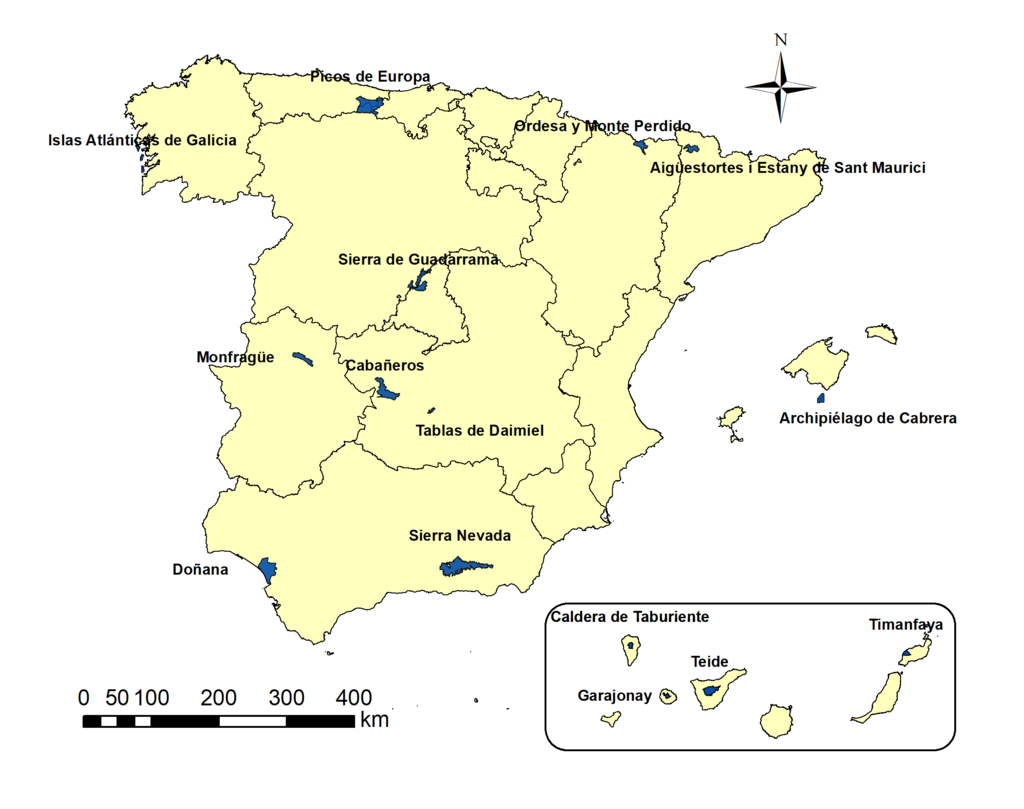 N
Picos de Europa
Ordesa y Monte Perdido
Islas Atlánticas de Galicia
Aigüestortes i Estany de Sant Maurici
Sierra de Guadarrama
Monfragüe
Cabañeros
Archipiélago de Cabrera
Tablas de Daimiel
Sierra Nevada
Doñana
Caldera de Taburiente
Timanfaya
Teide
Garajonay
0 50 100 200 300 400
km